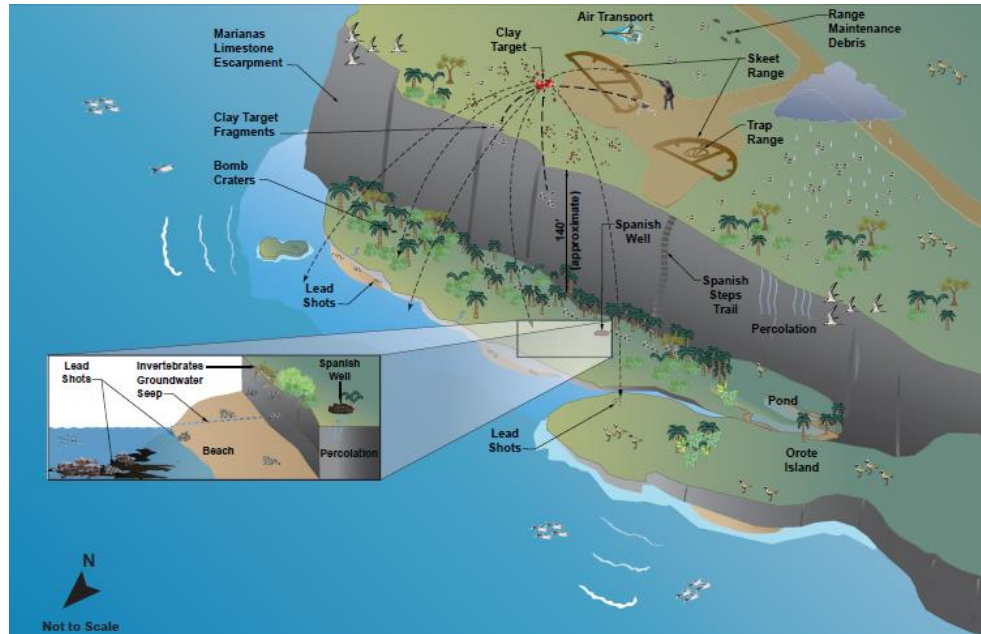 Marianas
Limestone
Escarpment
Clay
Target
Air Transport
Range
Maintenance
Debris
Skeet
Range
Clay Target
Fragments
Trap
Range
Bomb
Craters
140'
(approximate)
Spanish
Well
Spanish
Steps
Trail
Percolation
Lead
Shots
Lead
Shots
Invertebrates
Groundwater
Seep
Spanish
Well
Beach
Percolation
Pond
Lead
Shots
Orote
Island
N
Not to Scale